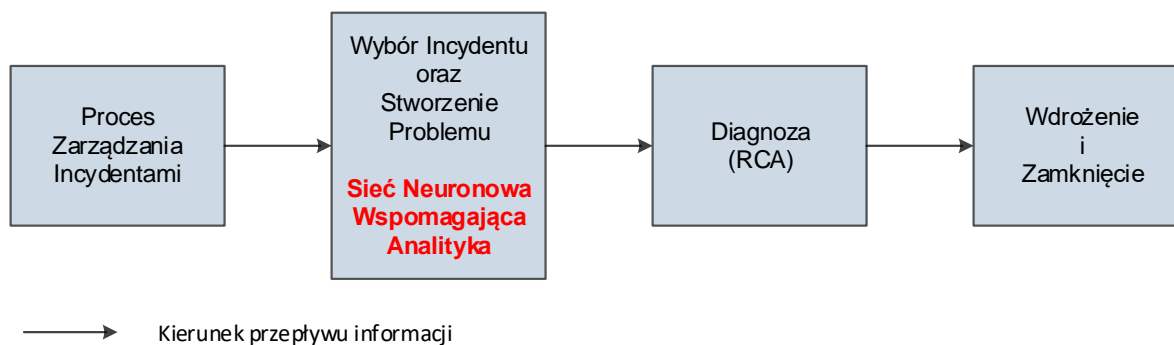 Proces
Zarządzania
Incydentami
Wybór Incydentu
oraz
Stworzenie
Problemu
Sieć Neuronowa
Wspomagająca
Analityka
Diagnoza
(RCA)
Wdrożenie
i
Zamknięcie
Kierunek przepływu informacji